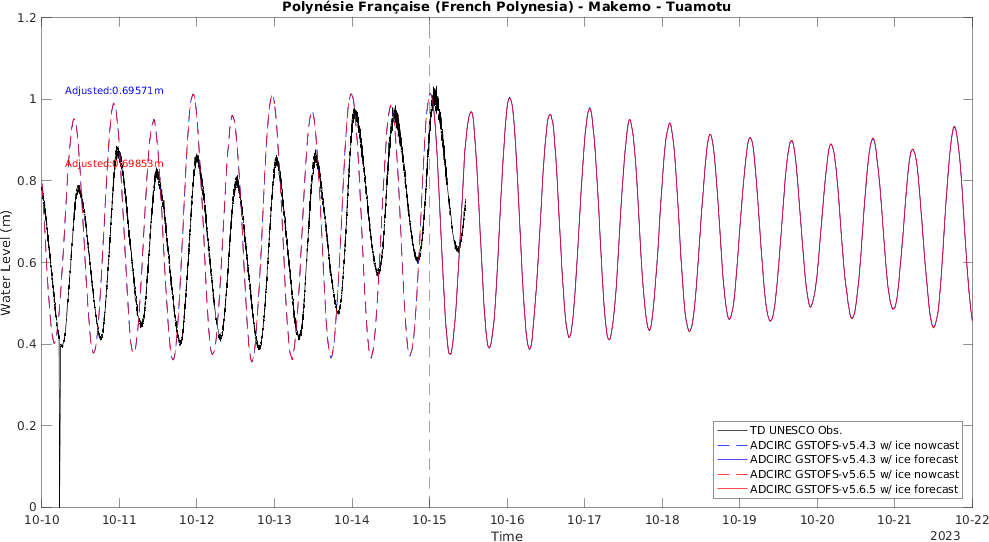 Polynésie Française (French Polynesia) - Makemo - Tuamotu
1.2
1
0.8
0.6
0.4
0.2
0
Water Level (m)
Adjusted:0.69571m
Adjusted:0.69853m
TD UNESCO Obs.
ADCIRC GSTOFS-v5.4.3 w/ ice nowcast
ADCIRC GSTOFS-v5.4.3 w/ ice forecast
ADCIRC GSTOFS-v5.6.5 w/ ice nowcast
ADCIRC GSTOFS-v5.6.5 w/ ice forecast
10-10 10-11 10-12 10-13 10-14 10-15 10-16 10-17 10-18 10-19 10-20 10-21 10-22
Time
2023